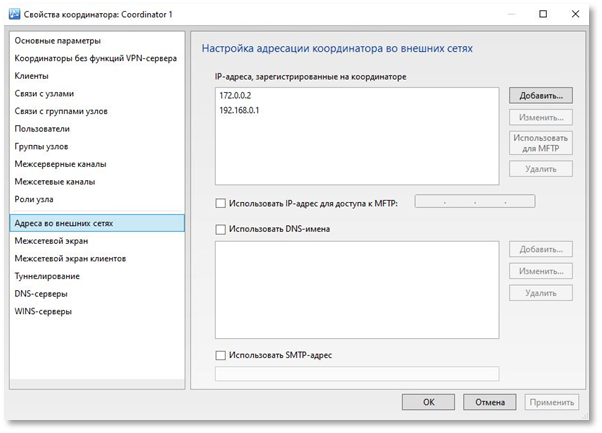 Свойства координатора: Coordinator 1
Основные параметры
Координаторы без функций VPN-сервера
Клиенты
Связи с узлами
Связи с группами узлов
Пользователи
Группы узлов
Межсерверные каналы
Межсетевые каналы
Роли узла
Адреса во внешних сетях
Межсетевой экран
Межсетевой экран клиентов
Туннелирование
DNS-серверы
WINS-серверы
Настройка адресации координатора во внешних сетях
IP-адреса, зарегистрированные на координаторе
172.0.0.2
192.168.0.1
Добавить...
Изменить...
Использовать
для MFTP
Удалить
Использовать IP-адрес для доступа к MFTP:
Использовать DNS-имена
Добавить...
Изменить...
Удалить
Использовать SMTP-адрес
ОК
Отмена
Применить